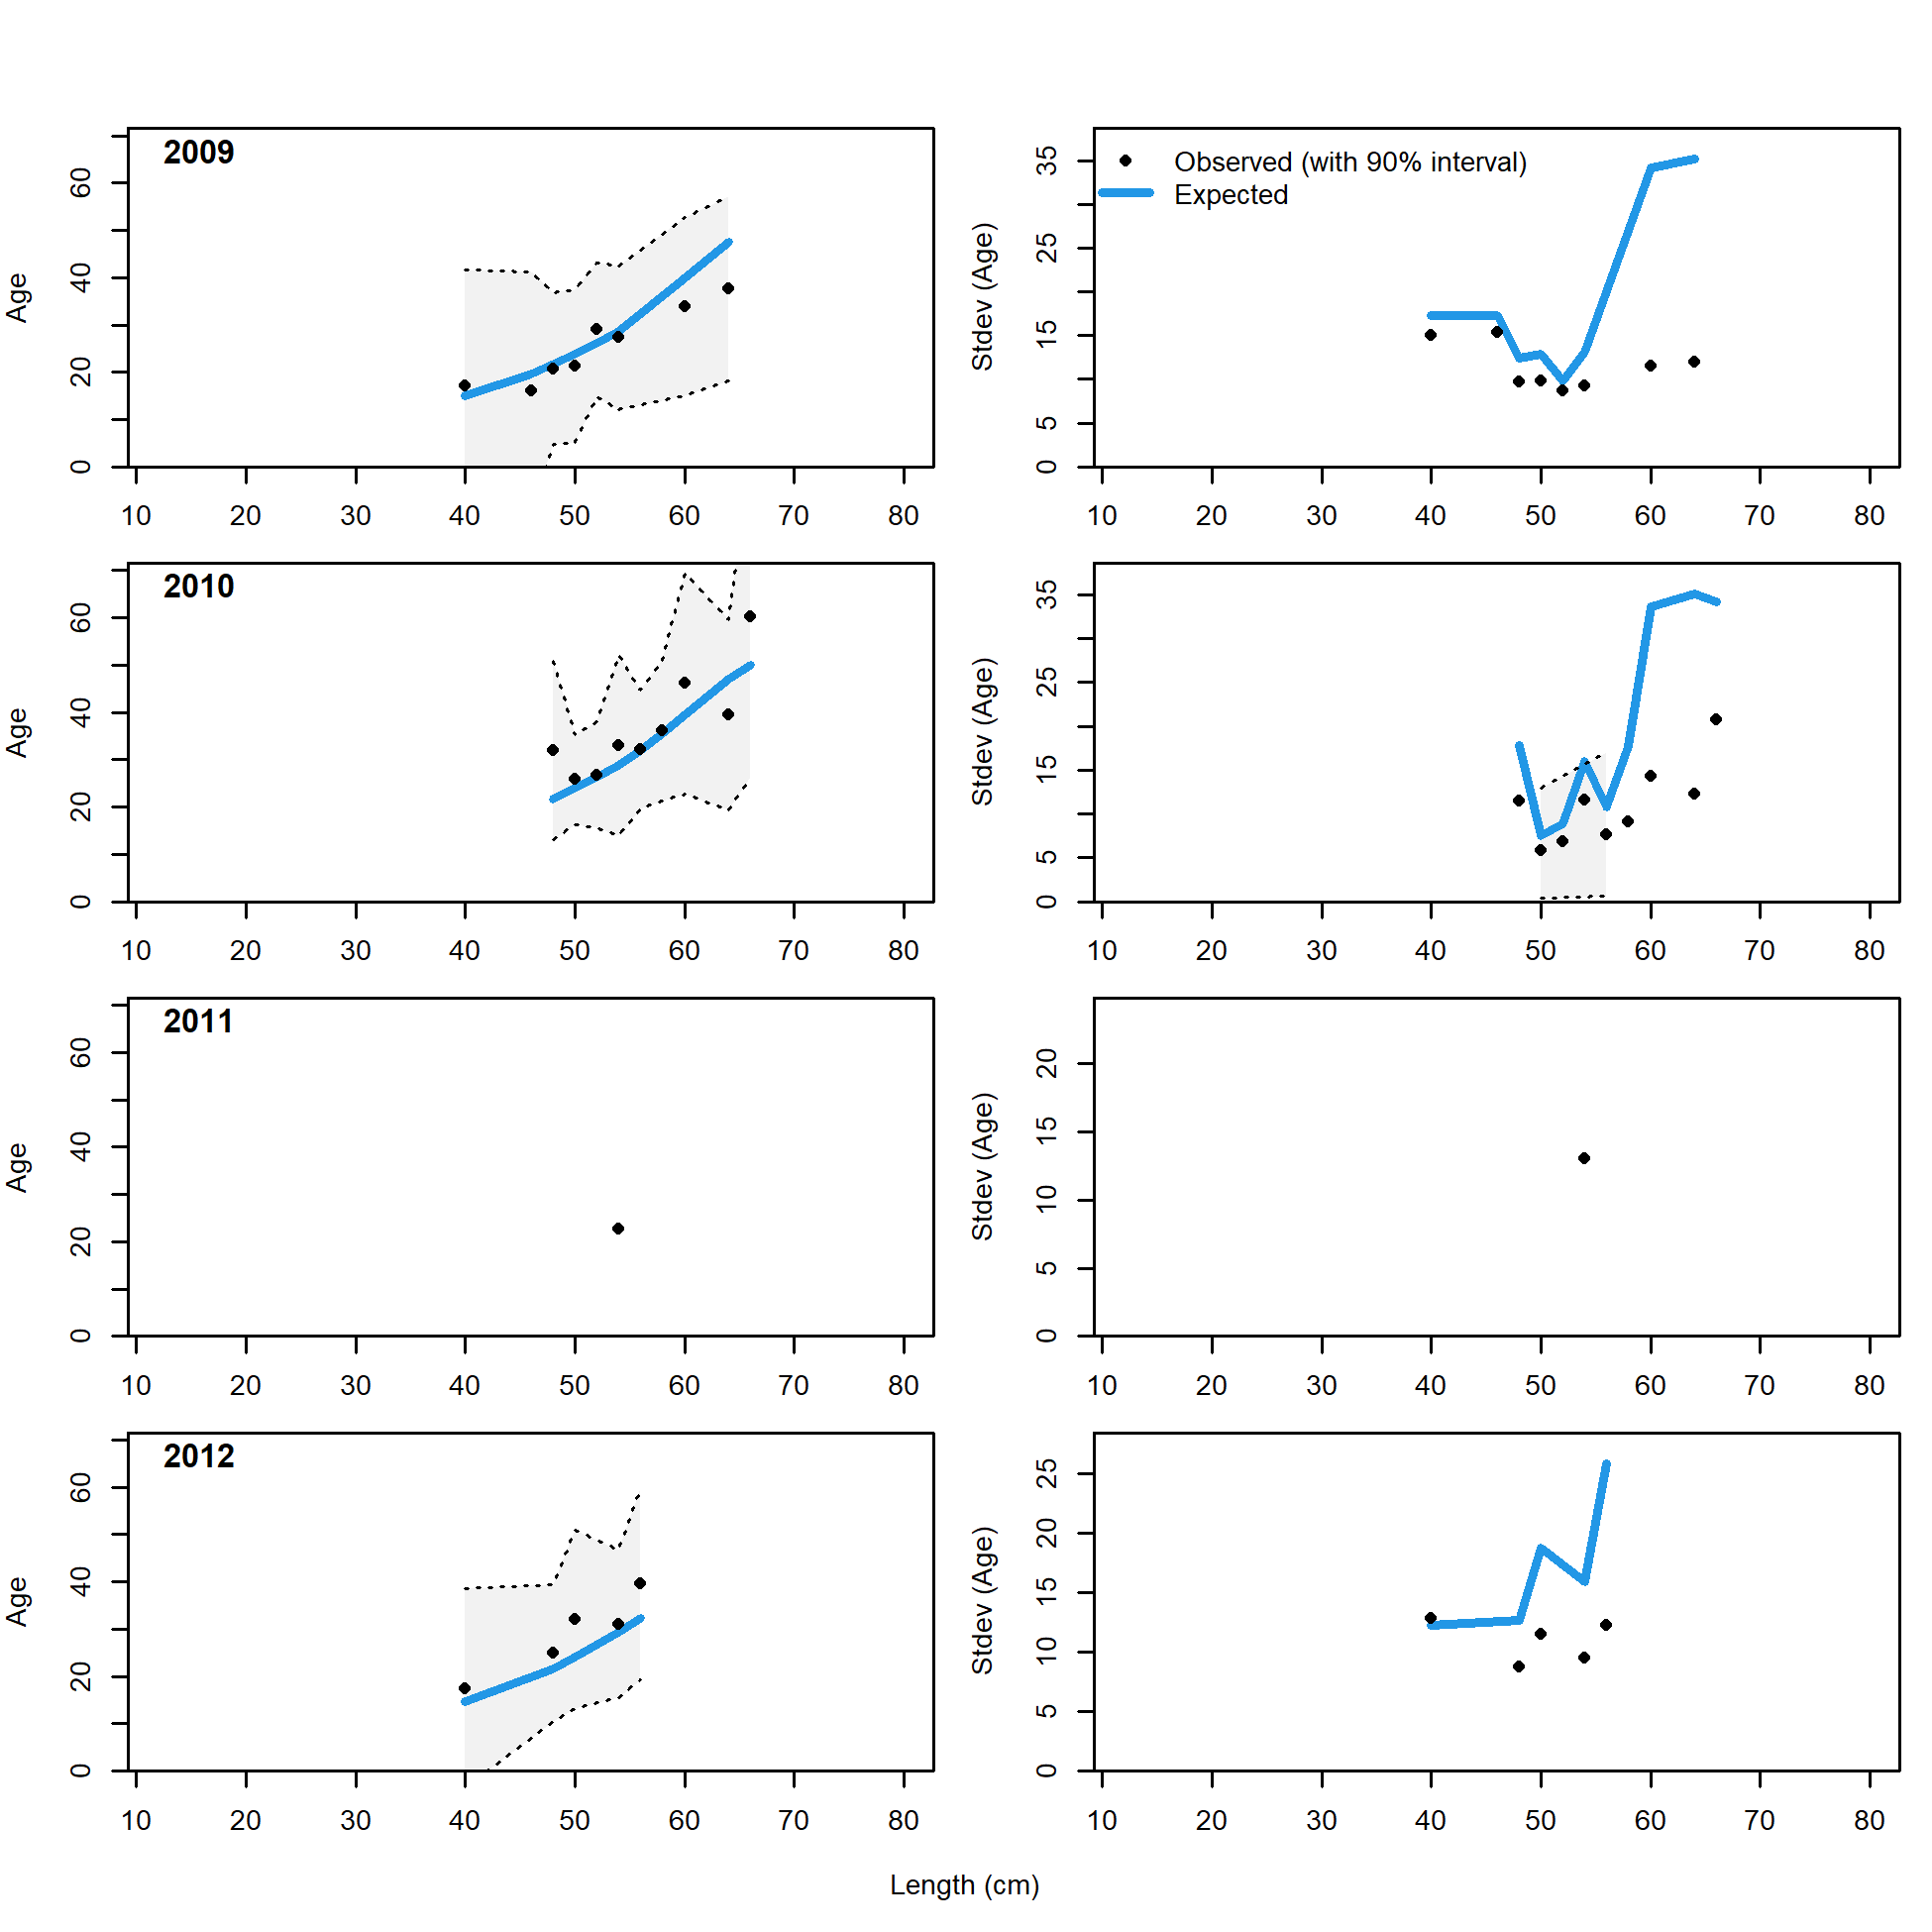 2009
Age
0 20 40 60
10 20 30 40 50 60 70 80
Observed (with 90% interval)
Expected
Stdev (Age)
0 5 15 25 35
10 20 30 40 50 60 70 80
2010
Age
0 20 40 60
10 20 30 40 50 60 70 80
Stdev (Age)
0 5 15 25 35
10 20 30 40 50 60 70 80
2011
Age
0 20 40 60
10 20 30 40 50 60 70 80
Stdev (Age)
0 5 10 15 20
10 20 30 40 50 60 70 80
2012
Age
0 20 40 60
10 20 30 40 50 60 70 80
Stdev (Age)
0 5 10 15 20 25
10 20 30 40 50 60 70 80
Length (cm)